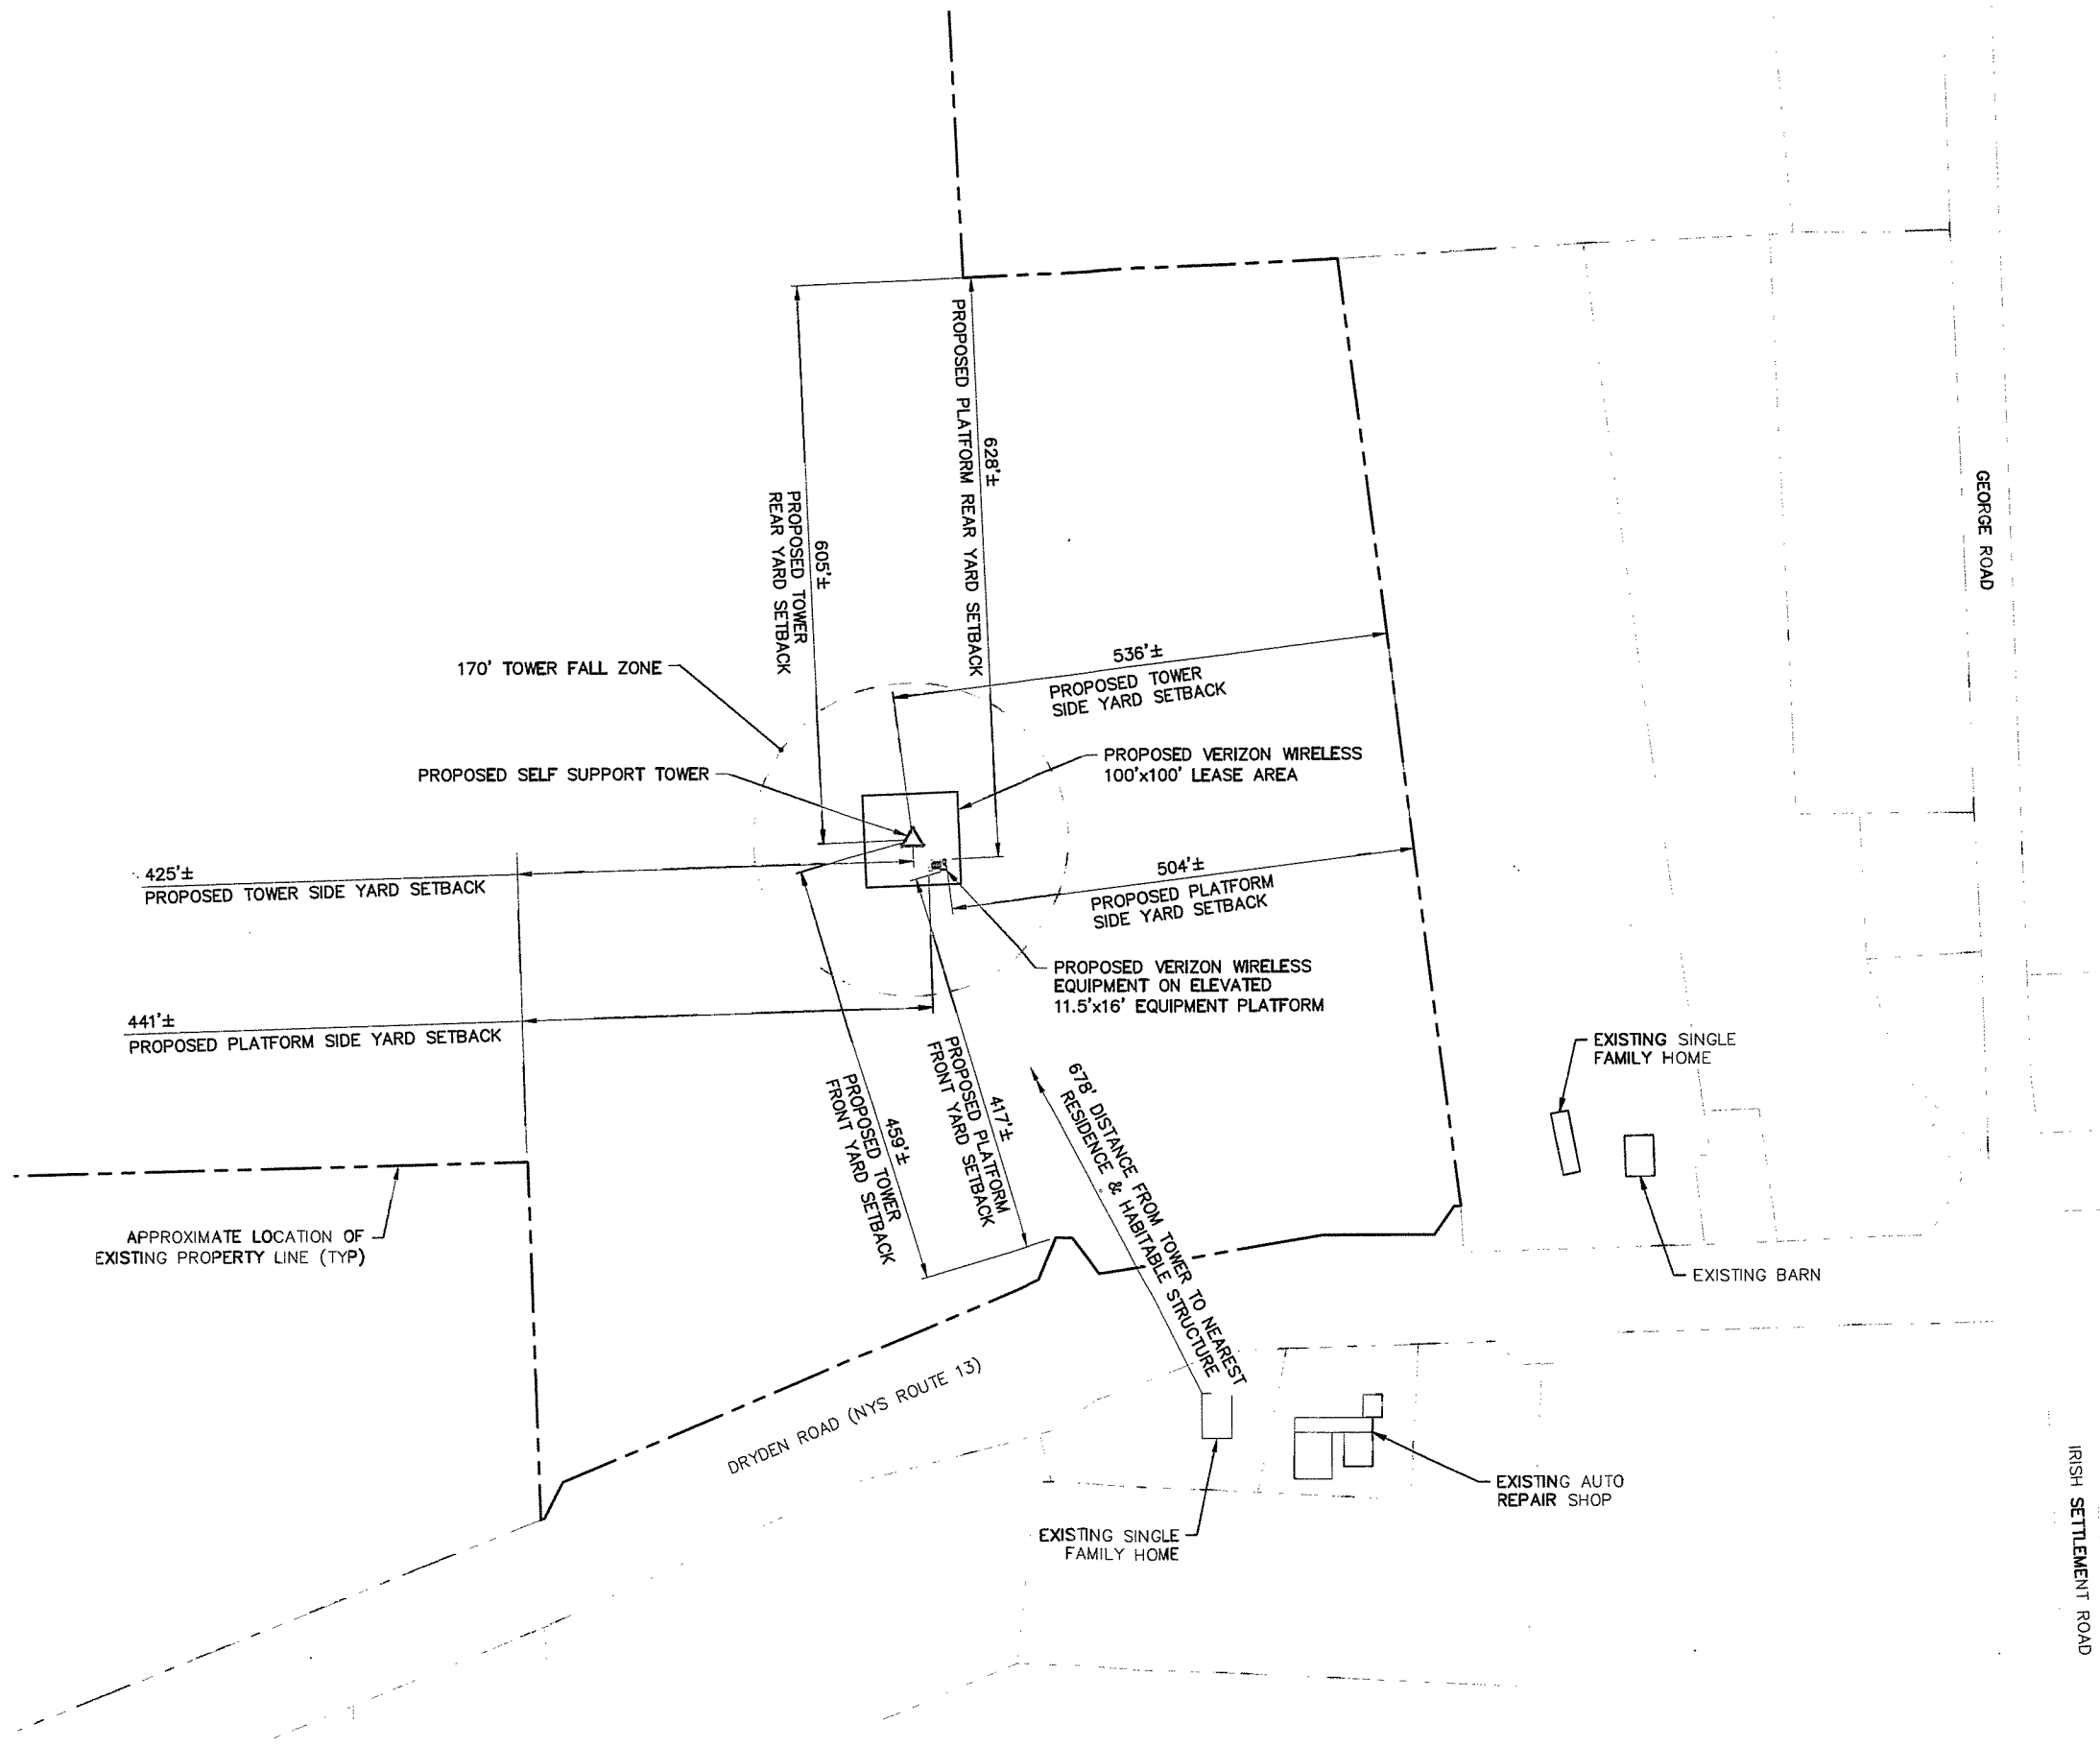 GEORGE ROAD
628'±
PROPOSED PLATFORM REAR YARD SETBACK
605'±
PROPOSED TOWER
REAR YARD SETBACK
170' TOWER FALL ZONE
536'±
PROPOSED TOWER
SIDE YARD SETBACK
PROPOSED SELF SUPPORT TOWER
PROPOSED VERIZON WIRELESS
100'x100' LEASE AREA
425'±
PROPOSED TOWER SIDE YARD SETBACK
504'±
PROPOSED PLATFORM
SIDE YARD SETBACK
PROPOSED VERIZON WIRELESS
EQUIPMENT ON ELEVATED
11.5'x16' EQUIPMENT PLATFORM
441'±
PROPOSED PLATFORM SIDE YARD SETBACK
EXISTING SINGLE
FAMILY HOME
417'±
PROPOSED PLATFORM
FRONT YARD SETBACK
459'±
PROPOSED TOWER
FRONT YARD SETBACK
678' DISTANCE FROM TOWER TO NEAREST
RESIDENCE & HABITABLE STRUCTURE
APPROXIMATE LOCATION OF
EXISTING PROPERTY LINE (TYP)
EXISTING BARN
DRYDEN ROAD (NYS ROUTE 13)
EXISTING AUTO
REPAIR SHOP
EXISTING SINGLE
FAMILY HOME
IRISH SETTLEMENT ROAD